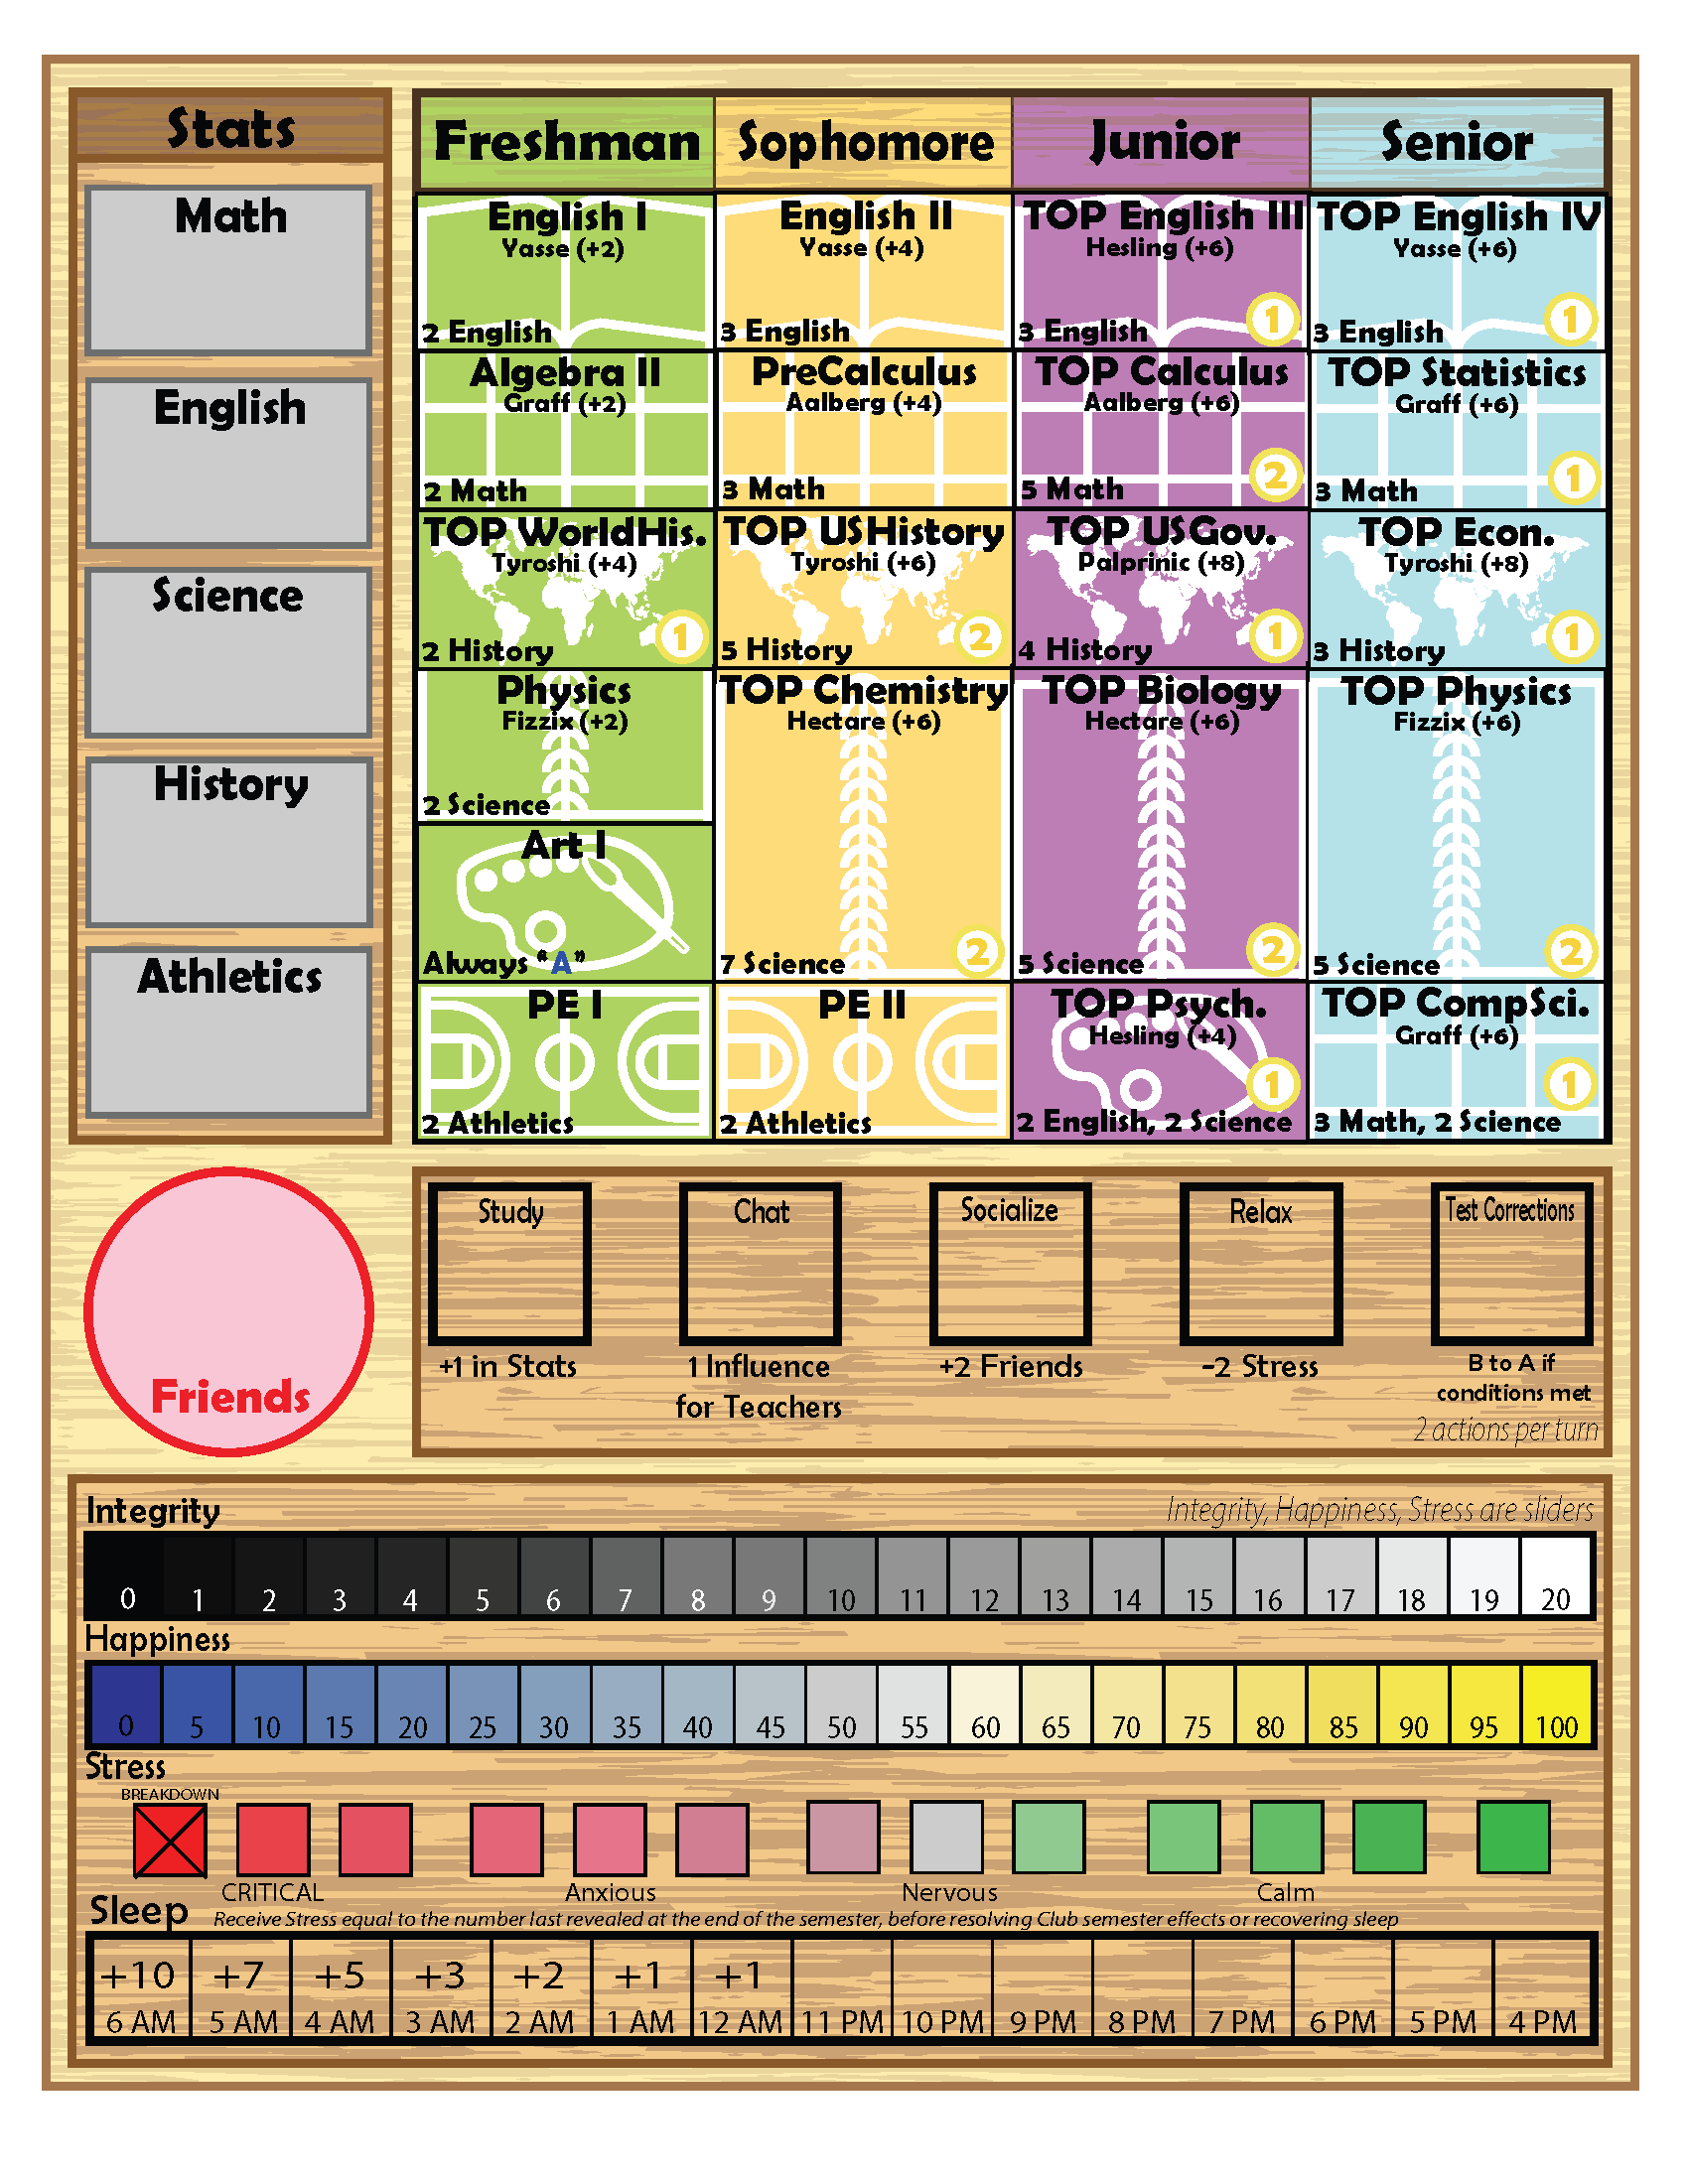 Stats
Math
English
Science
History
Athletics
Freshman Sophomore Junior Senior
English I
Yasse (+2)
2 English
English II
Yasse (+4)
3 English
TOP English III
Hesling (+6)
3 English
1
TOP English IV
Yasse (+6)
3 English
1
Algebra II
Graff (+2)
2 Math
PreCalculus
Aalberg (+4)
3 Math
TOP Calculus
Aalberg (+6)
5 Math
2
TOP Statistics
Graff (+6)
3 Math
1
TOP WorldHis.
Tyroshi (+4)
2 History
1
TOP USHistory
Tyroshi (+6)
5 History
2
TOP USGov.
Palprinic (+8)
4 History
1
TOP Econ.
Tyroshi (+8)
3 History
1
Physics
Fizzix (+2)
2 Science
TOP Chemistry
Hectare (+6)
7 Science
2
TOP Biology
Hectare (+6)
5 Science
2
TOP Physics
Fizzix (+6)
5 Science
2
Art I
Always "A"
PE I
2 Athletics
PE II
2 Athletics
TOP Psych.
Hesling (+4)
2 English, 2 Science
1
TOP CompSci.
Graff (+6)
3 Math, 2 Science
1
Friends
Study
+1 in Stats
Chat
1 Influence
for Teachers
Socialize
+2 Friends
Relax
-2 Stress
Test Corrections
B to A if
conditions met
2 actions per turn
Integrity
Integrity, Happiness, Stress are sliders
0 1 2 3 4 5 6 7 8 9 10 11 12 13 14 15 16 17 18 19 20
Happiness
0 5 10 15 20 25 30 35 40 45 50 55 60 65 70 75 80 85 90 95 100
Stress
BREAKDOWN
CRITICAL Anxious Nervous Calm
Sleep
Receive Stress equal to the number last revealed at the end of the semester, before resolving Club semester effects or recovering sleep
+10 +7 +5 +3 +2 +1 +1
6 AM 5 AM 4 AM 3 AM 2 AM 1 AM 12 AM 11 PM 10 PM 9 PM 8 PM 7 PM 6 PM 5 PM 4 PM